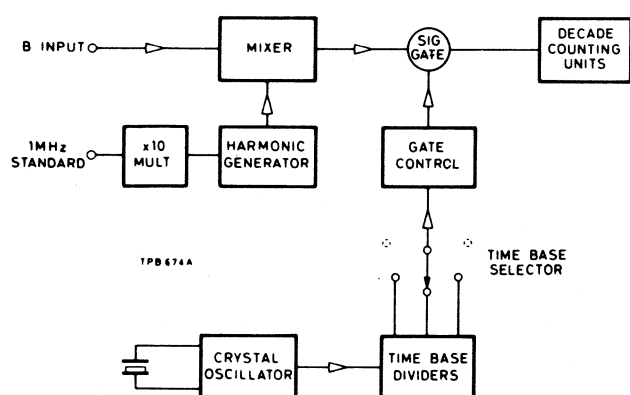 B INPUT
MIXER
SIG
GATE
DECADE
COUNTING
UNITS
1MHz
STANDARD
x10
MULT
HARMONIC
GENERATOR
GATE
CONTROL
TPB674A
TIME BASE
SELECTOR
CRYSTAL
OSCILLATOR
TIME BASE
DIVIDERS